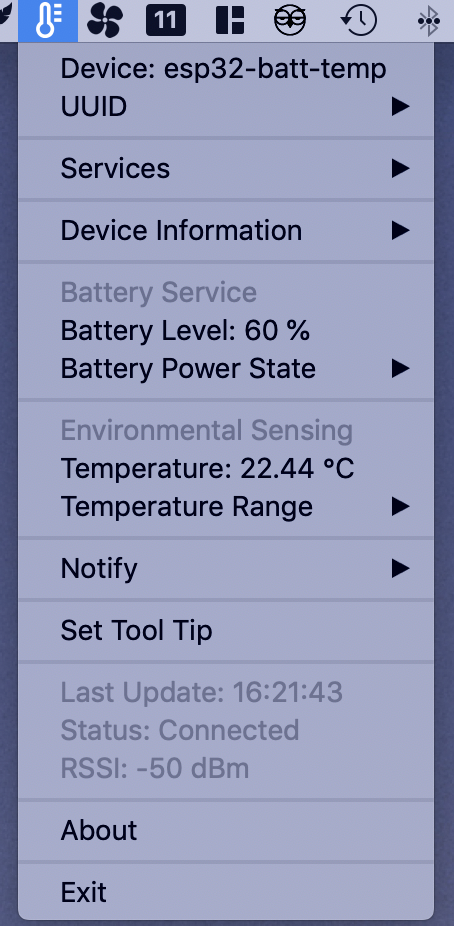 11
Device: esp32-batt-temp
UUID
Services
Device Information
Battery Service
Battery Level: 60 %
Battery Power State
Environmental Sensing
Temperature: 22.44 °C
Temperature Range
Notify
Set Tool Tip
Last Update: 16:21:43
Status: Connected
RSSI: -50 dBm
About
Exit